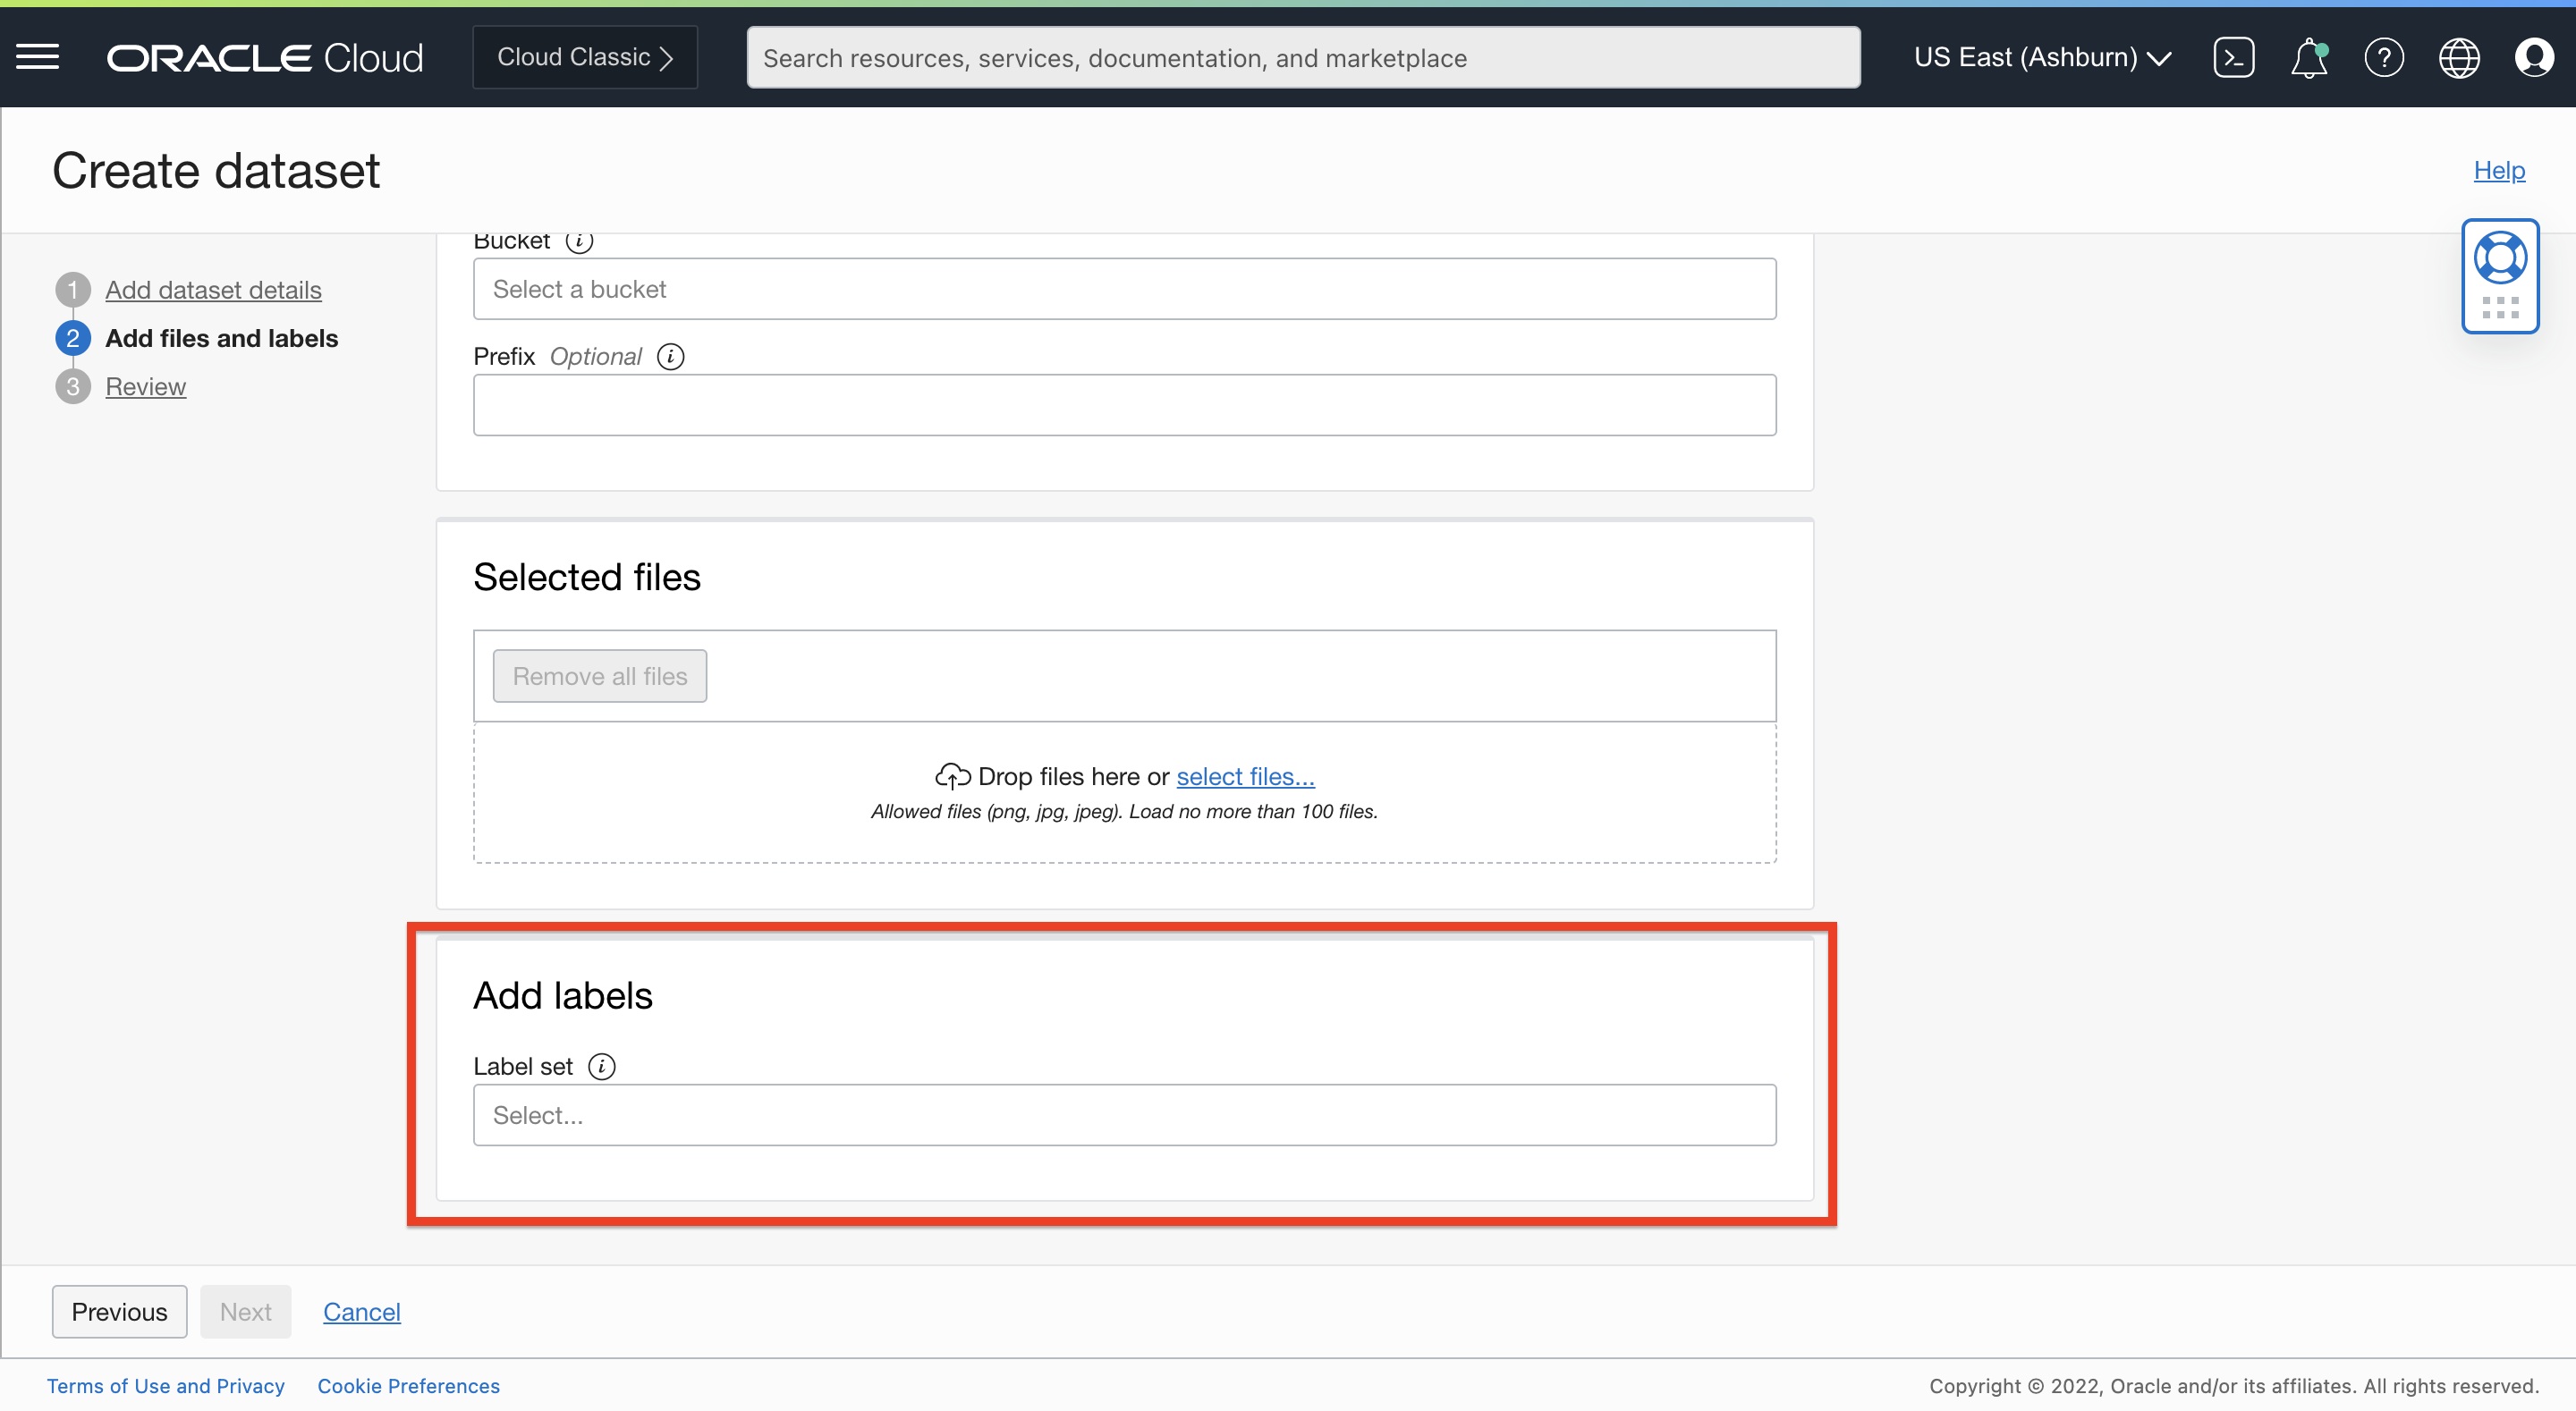 ORACLE Cloud
Cloud Classic
Search resources, services, documentation, and marketplace
US East (Ashburn)
Create dataset
Help
1 Add dataset details
2 Add files and labels
3 Review
Bucket i
Select a bucket
Prefix Optional i
Selected files
Remove all files
Drop files here or select files...
Allowed files (png, jpg, jpeg). Load no more than 100 files.
Add labels
Label set i
Select...
Previous
Next
Cancel
Terms of Use and Privacy
Cookie Preferences
Copyright © 2022, Oracle and/or its affiliates. All rights reserved.